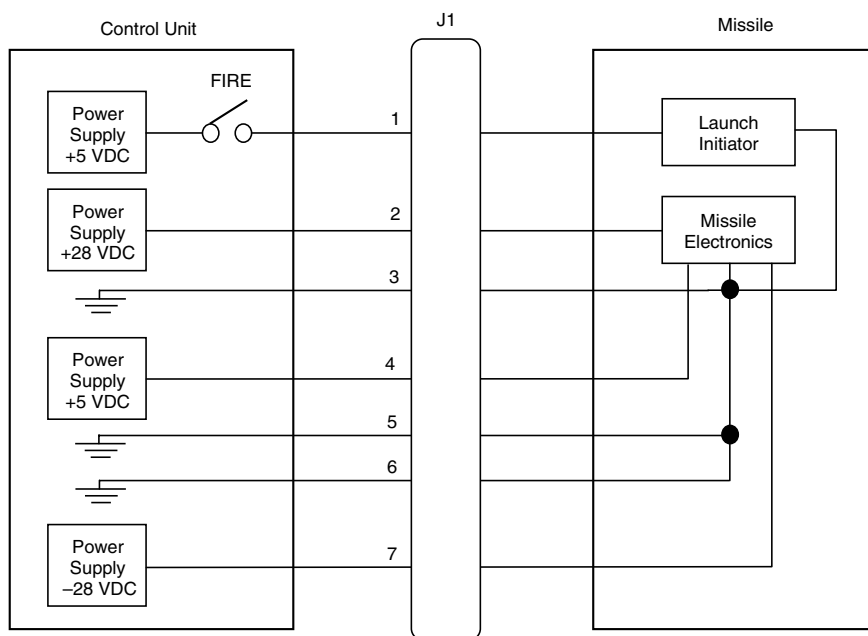 Control Unit
J1
Missile
FIRE
Power
Supply
+5 VDC
1
Launch
Initiator
Power
Supply
+28 VDC
2
Missile
Electronics
3
Power
Supply
+5 VDC
4
5
6
Power
Supply
–28 VDC
7